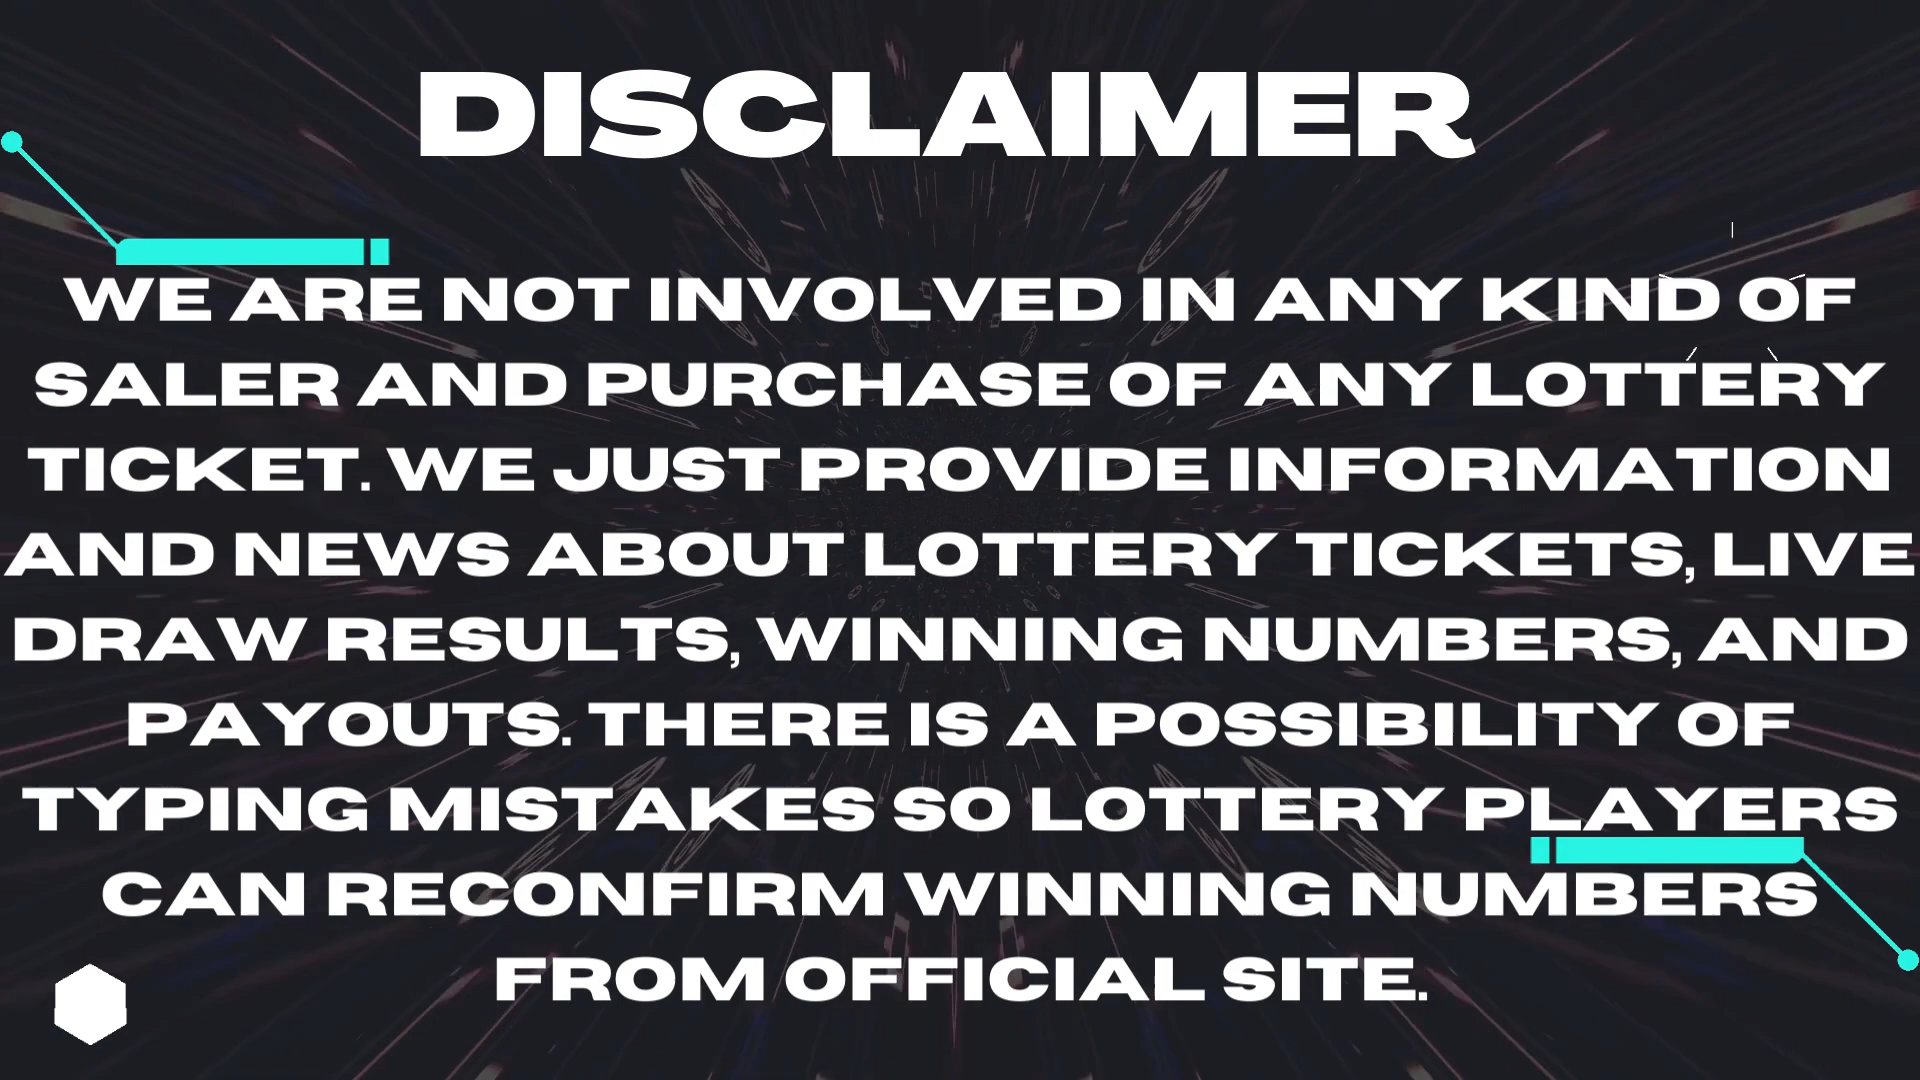 DISCLAIMER
WE ARE NOT INVOLVED IN ANY KIND OF
SALER AND PURCHASE OF ANY LOTTERY
TICKET. WE JUST PROVIDE INFORMATION
AND NEWS ABOUT LOTTERY TICKETS, LIVE
DRAW RESULTS, WINNING NUMBERS, AND
PAYOUTS. THERE IS A POSSIBILITY OF
TYPING MISTAKES SO LOTTERY PLAYERS
CAN RECONFIRM WINNING NUMBERS
FROM OFFICIAL SITE.